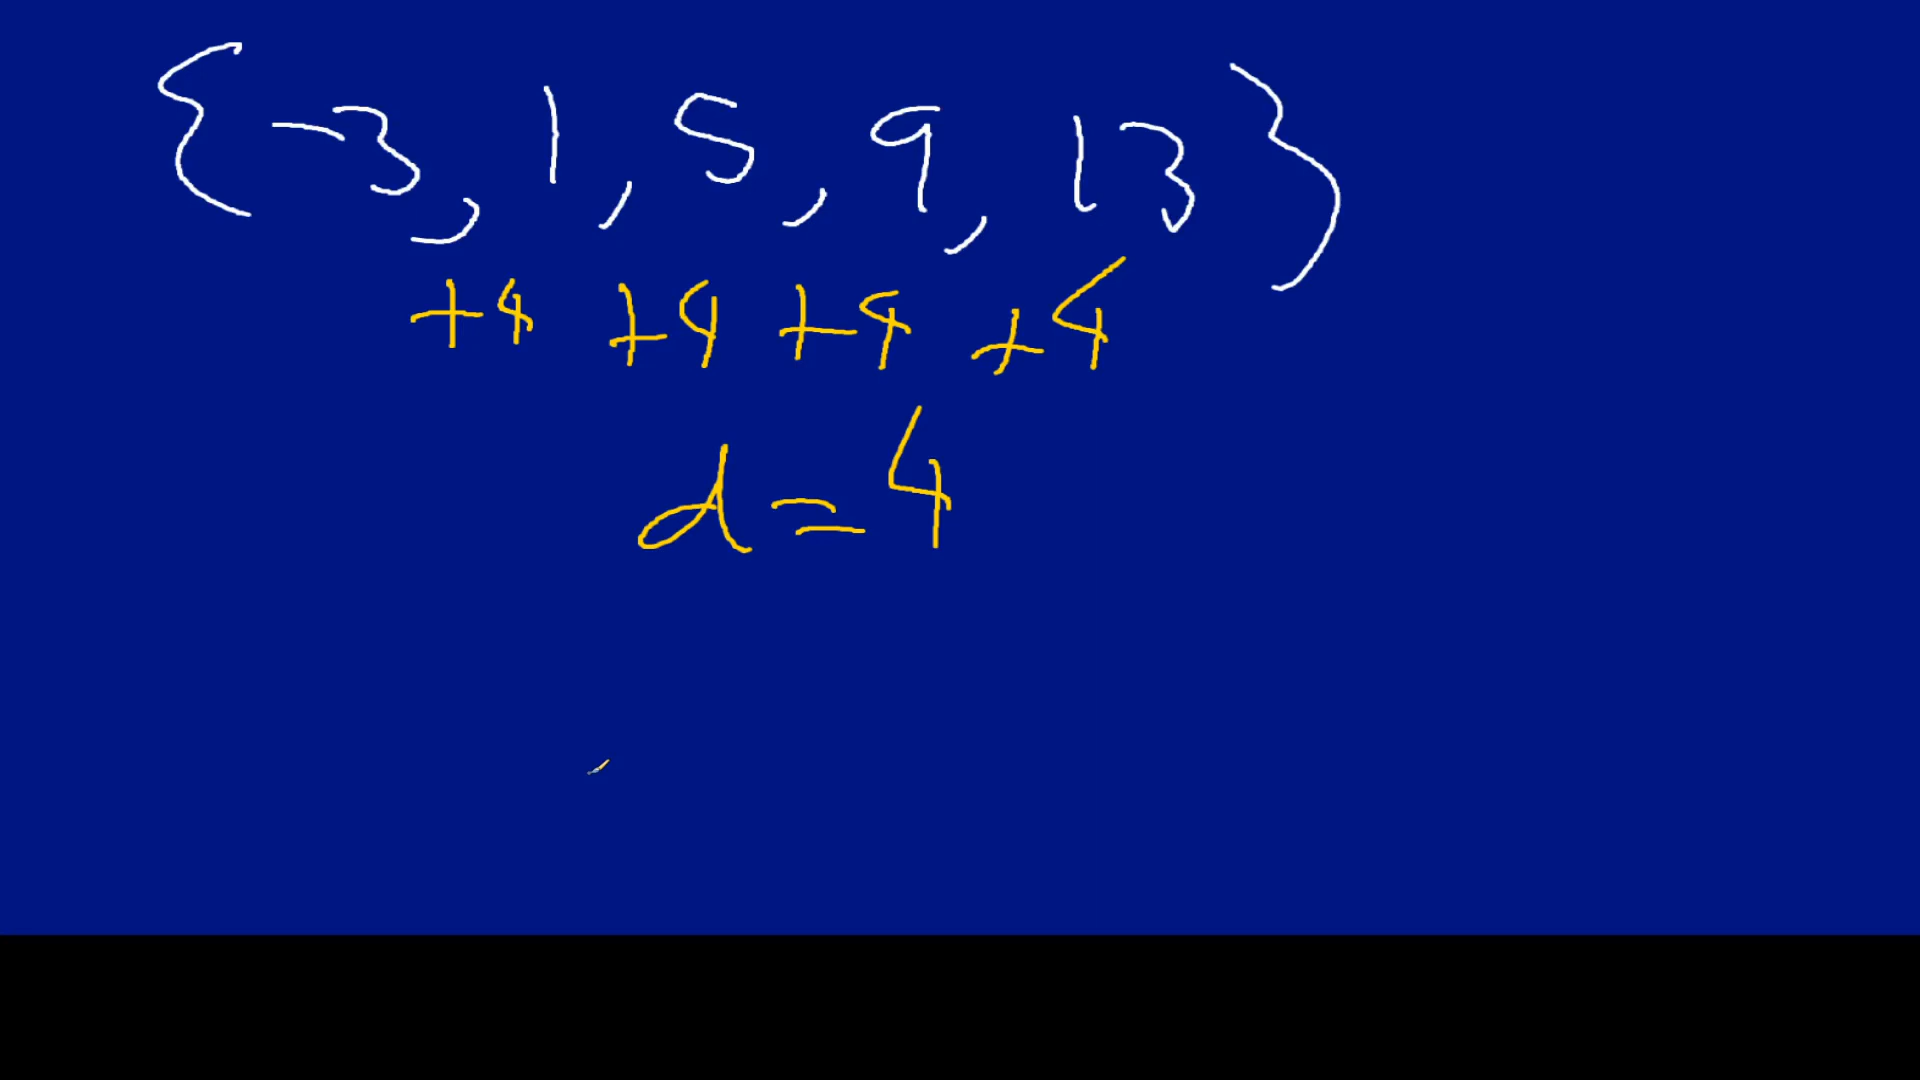 {-3, 1, 5, 9, 13}
+4 +4 +4 +4
d = 4